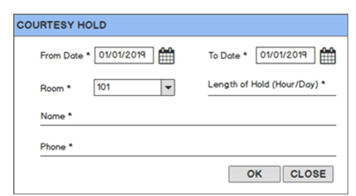 COURTESY HOLD
From Date * 01/01/2019 To Date * 01/01/2019
Room * 101 Length of Hold (Hour/Day) *
Name *
Phone *
OK CLOSE